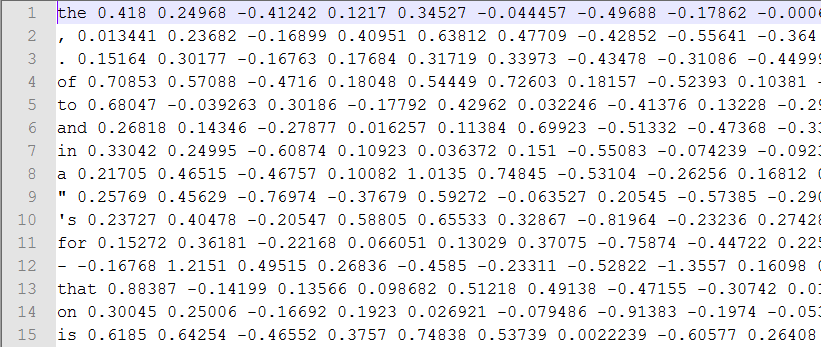 1 the 0.418 0.24968 -0.41242 0.1217 0.34527 -0.044457 -0.49688 -0.17862 -0.000
2 , 0.013441 0.23682 -0.16899 0.40951 0.63812 0.47709 -0.42852 -0.55641 -0.364
3 . 0.15164 0.30177 -0.16763 0.17684 0.31719 0.33973 -0.43478 -0.31086 -0.4499
4 of 0.70853 0.57088 -0.4716 0.18048 0.54449 0.72603 0.18157 -0.52393 0.10381 -
5 to 0.68047 -0.039263 0.30186 -0.17792 0.42962 0.032246 -0.41376 0.13228 -0.29
6 and 0.26818 0.14346 -0.27877 0.016257 0.11384 0.69923 -0.51332 -0.47368 -0.33
7 in 0.33042 0.24995 -0.60874 0.10923 0.036372 0.151 -0.55083 -0.074239 -0.092
8 a 0.21705 0.46515 -0.46757 0.10082 1.0135 0.74845 -0.53104 -0.26256 0.16812
9 " 0.25769 0.45629 -0.76974 -0.37679 0.59272 -0.063527 0.20545 -0.57385 -0.29
10 's 0.23727 0.40478 -0.20547 0.58805 0.65533 0.32867 -0.81964 -0.23236 0.27428
11 for 0.15272 0.36181 -0.22168 0.066051 0.13029 0.37075 -0.75874 -0.44722 0.225
12 - -0.16768 1.2151 0.49515 0.26836 -0.4585 -0.23311 -0.52822 -1.3557 0.16098
13 that 0.88387 -0.14199 0.13566 0.098682 0.51218 0.49138 -0.47155 -0.30742 0.01
14 on 0.30045 0.25006 -0.16692 0.1923 0.026921 -0.079486 -0.91383 -0.1974 -0.05
15 is 0.6185 0.64254 -0.46552 0.3757 0.74838 0.53739 0.0022239 -0.60577 0.26408